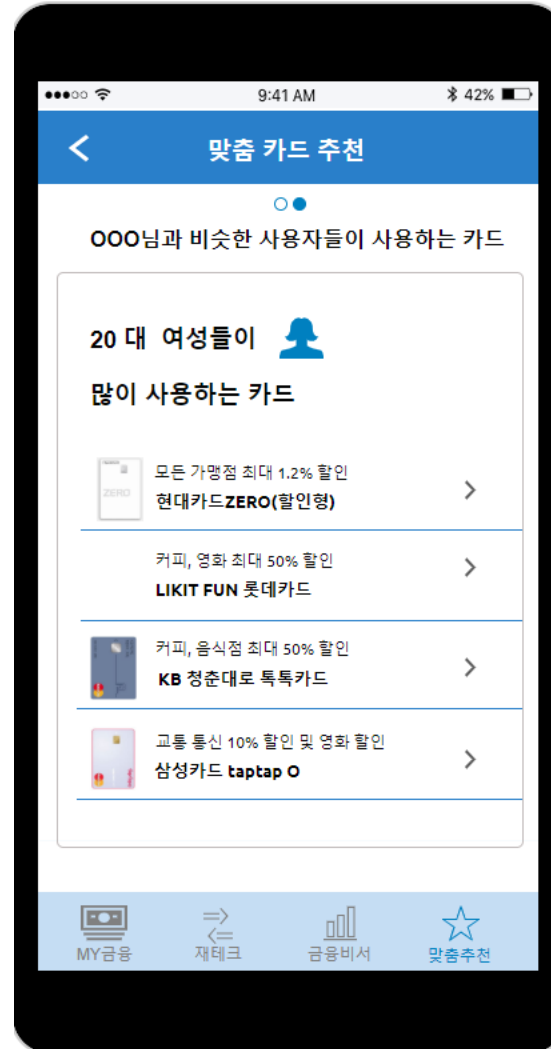 9:41 AM
42%
맞춤 카드 추천
OOO님과 비슷한 사용자들이 사용하는 카드
20 대 여성들이
많이 사용하는 카드
ZERO
모든 가맹점 최대 1.2% 할인
현대카드ZERO(할인형)
커피, 영화 최대 50% 할인
LIKIT FUN 롯데카드
커피, 음식점 최대 50% 할인
KB 청춘대로 톡톡카드
교통 통신 10% 할인 및 영화 할인
삼성카드 taptap O
MY금융
재테크
금융비서
맞춤추천